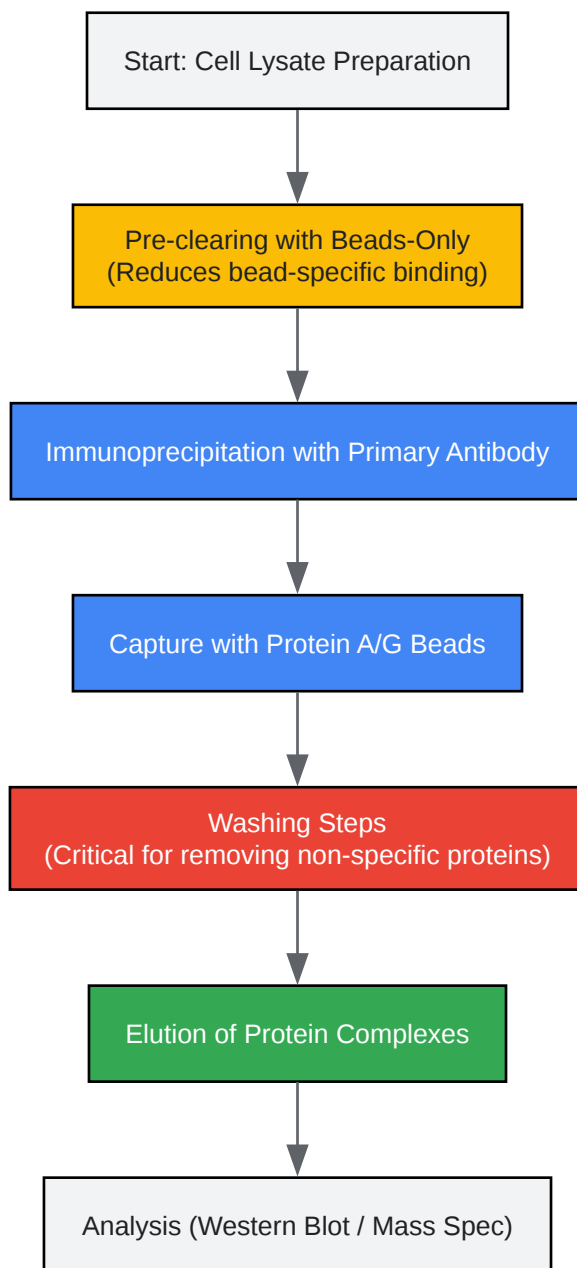 Start: Cell Lysate Preparation
Pre-clearing with Beads-Only
(Reduces bead-specific binding)
Immunoprecipitation with Primary Antibody
Capture with Protein A/G Beads
Washing Steps
(Critical for removing non-specific proteins)
Elution of Protein Complexes
Analysis (Western Blot / Mass Spec)